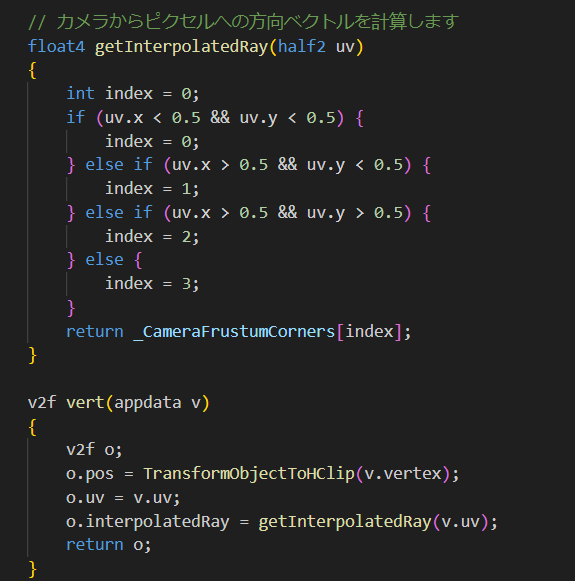 // カメラからピクセルへの方向ベクトルを計算します
float4 getInterpolatedRay(half2 uv)
{
    int index = 0;
    if (uv.x < 0.5 && uv.y < 0.5) {
        index = 0;
    } else if (uv.x > 0.5 && uv.y < 0.5) {
        index = 1;
    } else if (uv.x > 0.5 && uv.y > 0.5) {
        index = 2;
    } else {
        index = 3;
    }
    return _CameraFrustumCorners[index];
}

v2f vert(appdata v)
{
    v2f o;
    o.pos = TransformObjectToHClip(v.vertex);
    o.uv = v.uv;
    o.interpolatedRay = getInterpolatedRay(v.uv);
    return o;
}